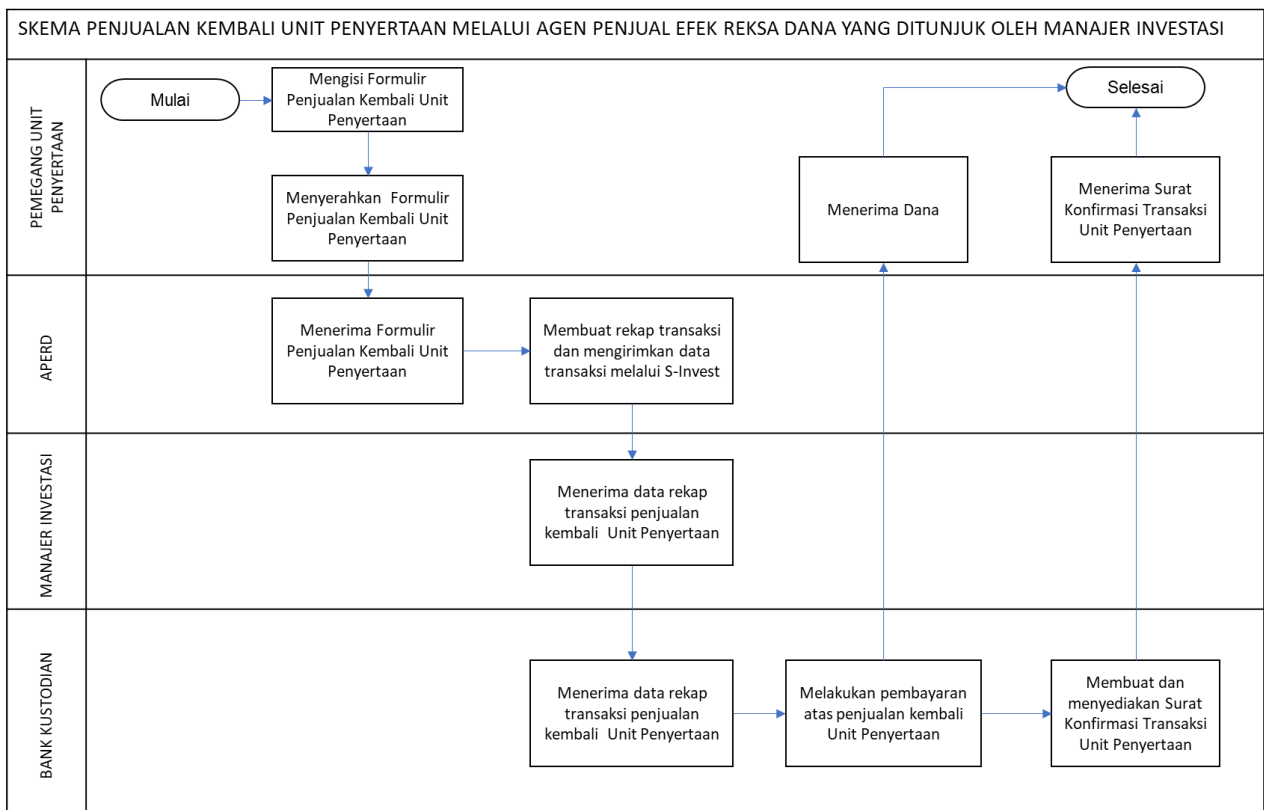 SKEMA PENJUALAN KEMBALI UNIT PENYERTAAN MELALUI AGEN PENJUAL EFEK REKSA DANA YANG DITUNJUK OLEH MANAJER INVESTASI
PEMEGANG UNIT
PENYERTAAN
Mulai
Mengisi Formulir
Penjualan Kembali Unit
Penyertaan
Selesai
Menyerahkan Formulir
Penjualan Kembali Unit
Penyertaan
Menerima Dana
Menerima Surat
Konfirmasi Transaksi
Unit Penyertaan
APERD
Menerima Formulir
Penjualan Kembali Unit
Penyertaan
Membuat rekap transaksi
dan mengirimkan data
transaksi melalui S-Invest
MANAJER INVESTASI
Menerima data rekap
transaksi penjualan
kembali Unit Penyertaan
BANK KUSTODIAN
Menerima data rekap
transaksi penjualan
kembali Unit Penyertaan
Melakukan pembayaran
atas penjualan kembali
Unit Penyertaan
Membuat dan
menyediakan Surat
Konfirmasi Transaksi
Unit Penyertaan